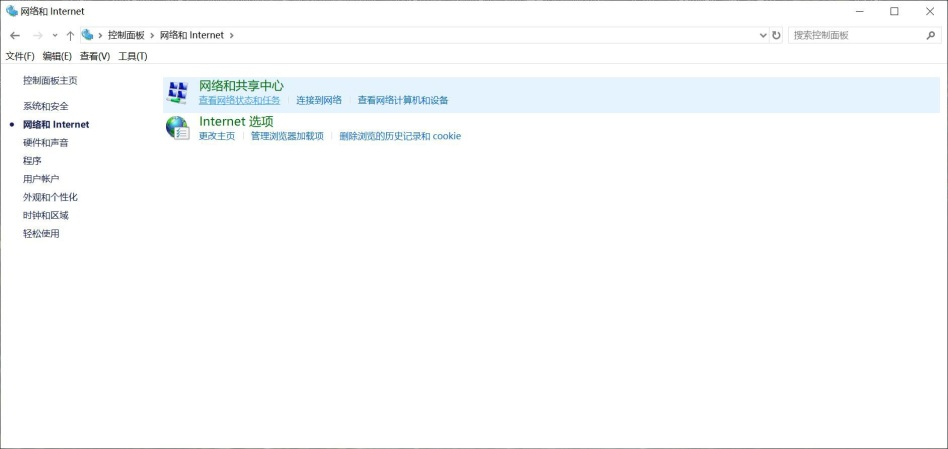 网络和 Internet
控制面板 网络和 Internet 搜索控制面板
文件(F) 编辑(E) 查看(V) 工具(T)
控制面板主页
系统和安全
网络和 Internet
硬件和声音
程序
用户帐户
外观和个性化
时钟和区域
轻松使用
网络和共享中心
查看网络状态和任务 连接到网络 查看网络计算机和设备
Internet 选项
更改主页 管理浏览器加载项 删除浏览的历史记录和 cookie